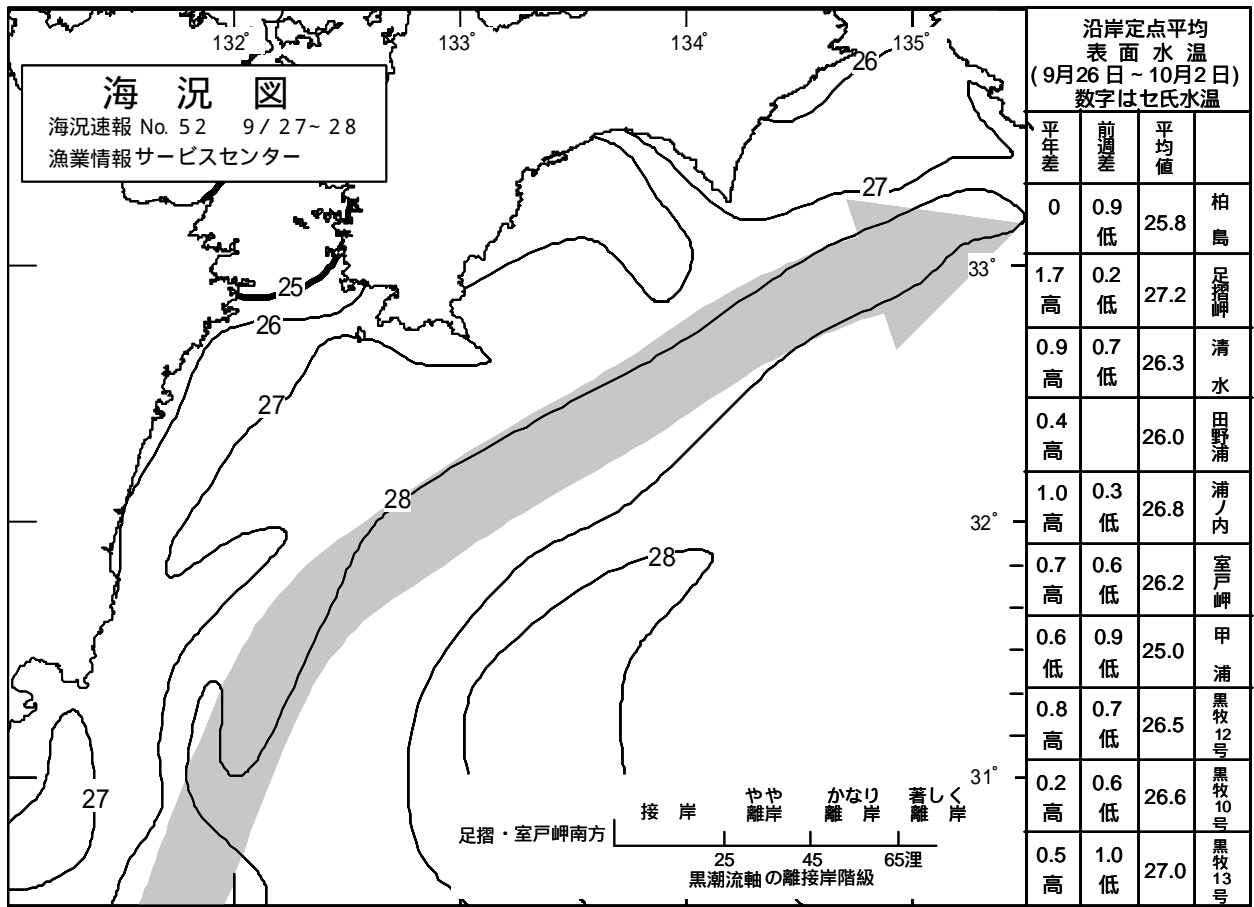 132°
133°
134°
135°
海 況 図
海況速報 No. 52 9/27~28
漁業情報サービスセンター
26
27
25
26
27
28
28
27
33°
32°
31°
接 岸
やや
離岸
かなり
離 岸
著しく
離 岸
足摺・室戸岬南方
25 45 65浬
黒潮流軸の離接岸階級
沿岸定点平均
表 面 水 温
(9月26日~10月2日)
数字はセ氏水温
平年差 前週差 平均値
0 0.9低 25.8 柏島
1.7高 0.2低 27.2 足摺岬
0.9高 0.7低 26.3 清水
0.4高 26.0 田野浦
1.0高 0.3低 26.8 浦ノ内
0.7高 0.6低 26.2 室戸岬
0.6低 0.9低 25.0 甲浦
0.8高 0.7低 26.5 黒牧12号
0.2高 0.6低 26.6 黒牧10号
0.5高 1.0低 27.0 黒牧13号